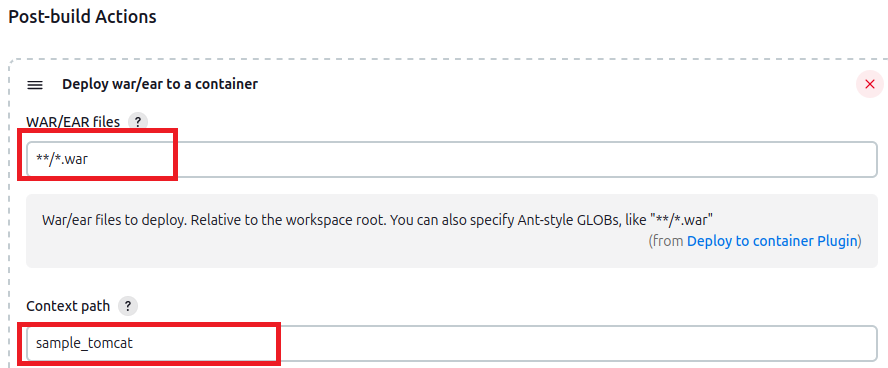 Post-build Actions
Deploy war/ear to a container
WAR/EAR files ?
**/*.war
War/ear files to deploy. Relative to the workspace root. You can also specify Ant-style GLOBs, like "**/*.war"
(from Deploy to container Plugin)
Context path ?
sample_tomcat